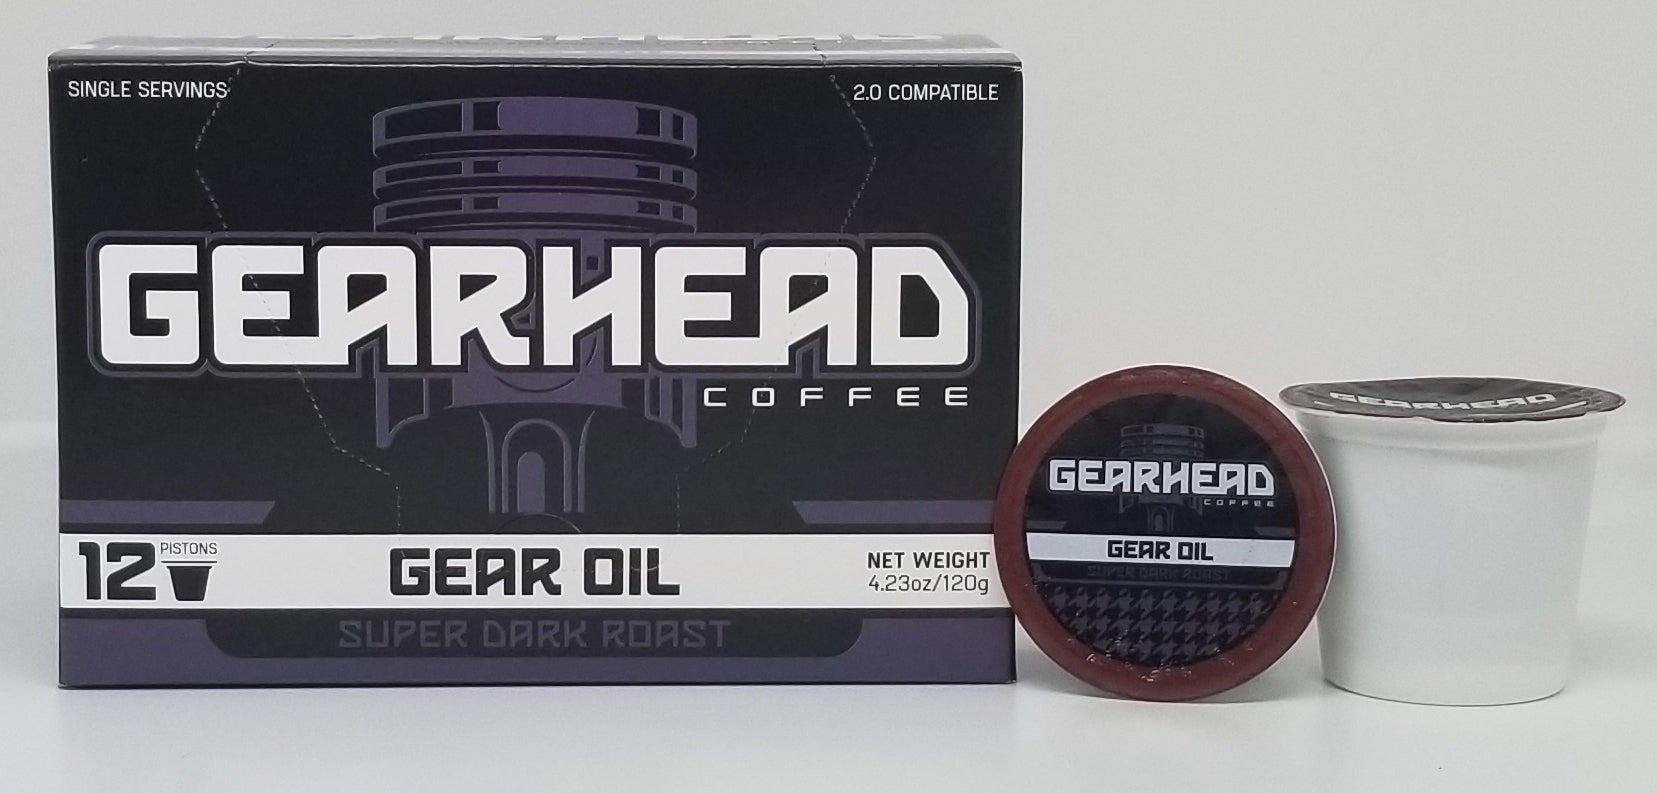 SINGLE SERVINGS
2.0 COMPATIBLE
GEARHEAD
COFFEE
12 PISTONS
GEAR OIL
NET WEIGHT
4.23oz/120g
SUPER DARK ROAST
GEARHEAD
COFFEE
GEAR OIL
SUPER DARK ROAST
GEARHEAD